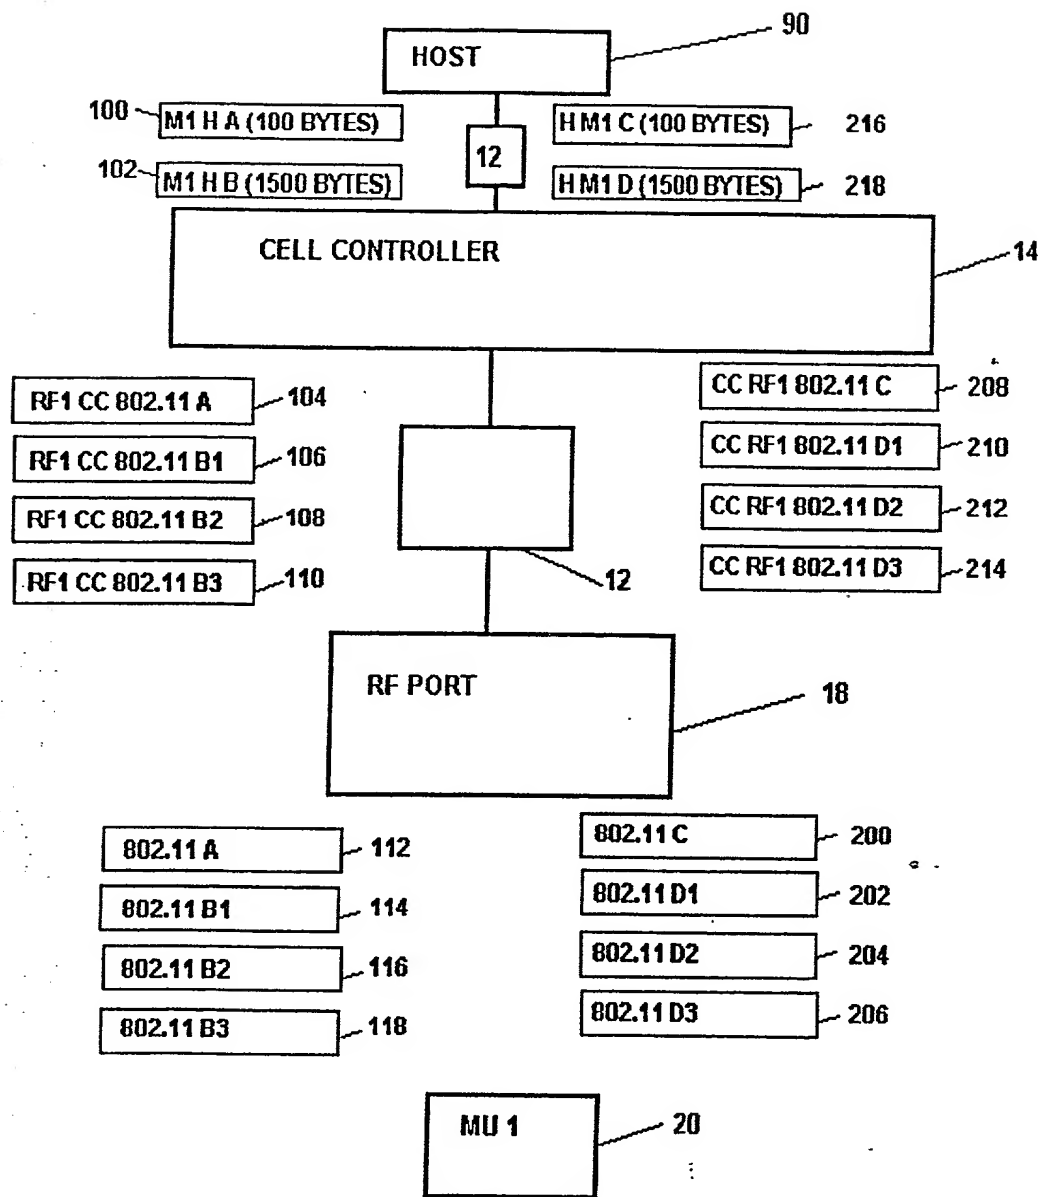 HOST
90
100
M1 H A (100 BYTES)
H M1 C (100 BYTES)
216
12
102
M1 H B (1500 BYTES)
H M1 D (1500 BYTES)
218
CELL CONTROLLER
14
RF1 CC 802.11 A
104
CC RF1 802.11 C
208
RF1 CC 802.11 B1
106
CC RF1 802.11 D1
210
RF1 CC 802.11 B2
108
CC RF1 802.11 D2
212
RF1 CC 802.11 B3
110
12
CC RF1 802.11 D3
214
RF PORT
18
802.11 A
112
802.11 C
200
802.11 B1
114
802.11 D1
202
802.11 B2
116
802.11 D2
204
802.11 B3
118
802.11 D3
206
MU 1
20